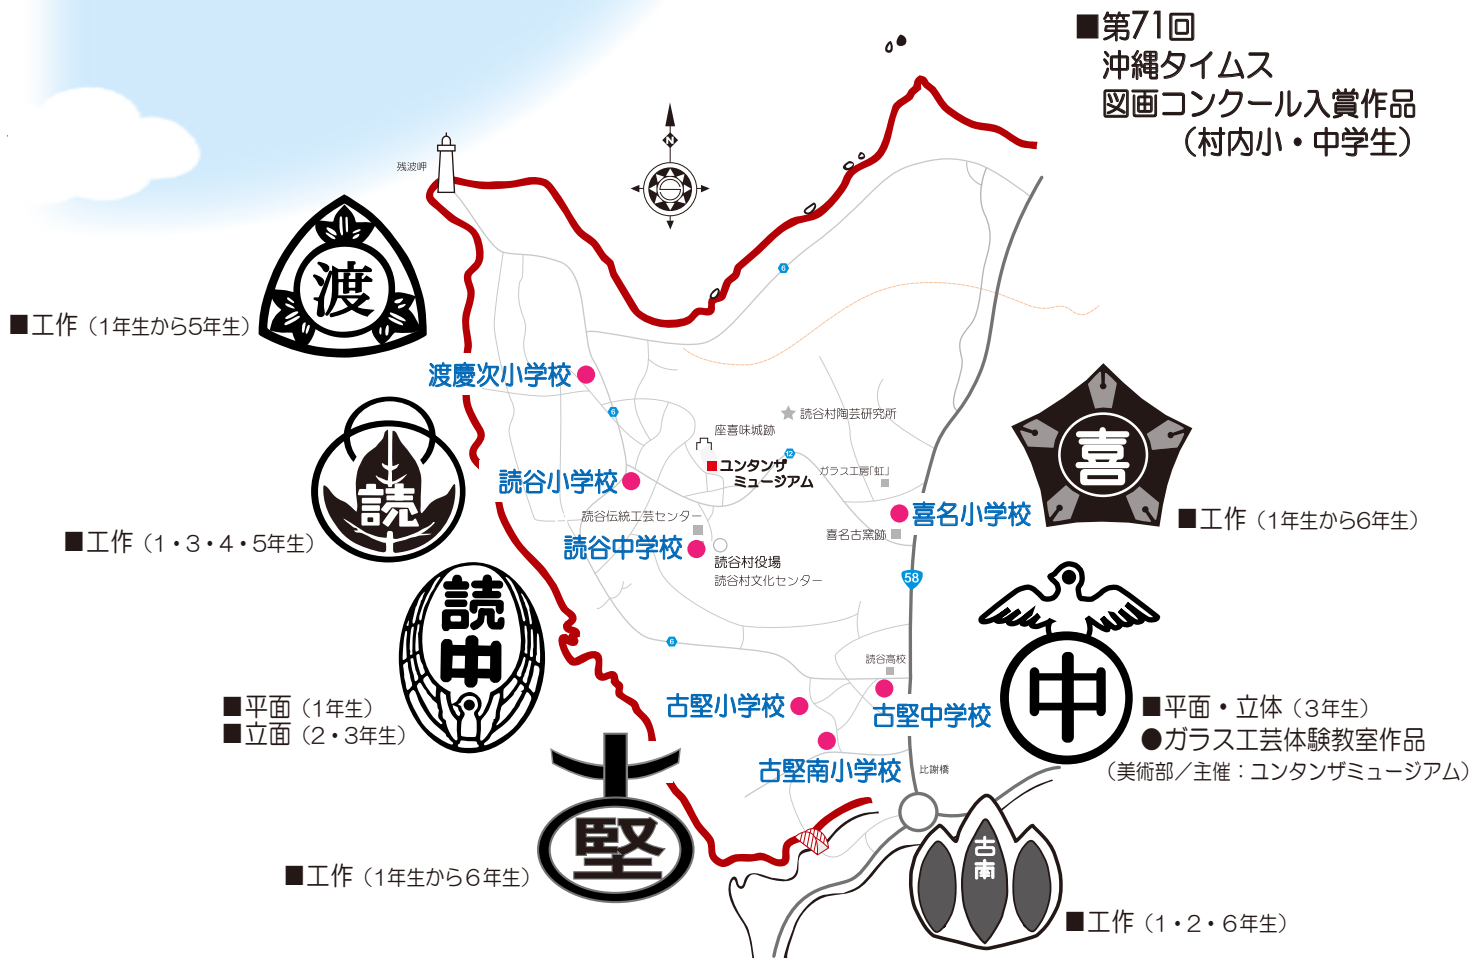 ■第71回
沖縄タイムス
図画コンクール入賞作品
（村内小・中学生）
N
残波岬
渡
■工作（1年生から5年生）
6
渡慶次小学校
6
読谷村陶芸研究所
座喜味城跡
12
ユンタンザ
ミュージアム
ガラス工房「虹」
喜
読
読谷小学校
喜名小学校
■工作（1年生から6年生）
読谷伝統工芸センター
喜名古窯跡
■工作（1・3・4・5年生）
読谷中学校
読谷村役場
読谷村文化センター
58
読中
6
読谷高校
中
■平面（1年生）
■立面（2・3年生）
古堅小学校
古堅中学校
■平面・立体（3年生）
●ガラス工芸体験教室作品
（美術部／主催：ユンタンザミュージアム）
古堅南小学校
比謝橋
堅
古南
■工作（1年生から６年生）
■工作（1・2・６年生）